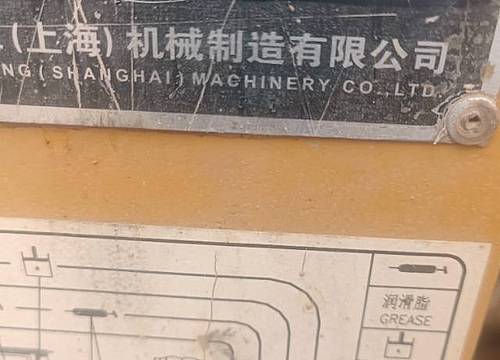 (上海) 机械制造有限公司
NG (SHANGHAI) MACHINERY CO.,LTD.
润滑脂
GREASE